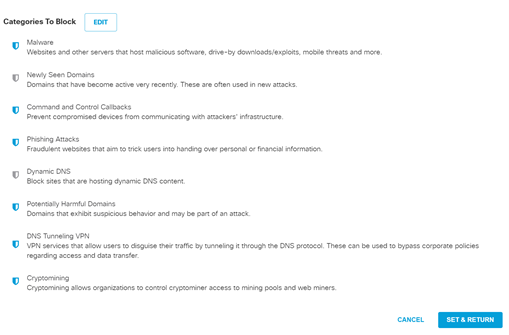 Categories To Block
EDIT
Malware
Websites and other servers that host malicious software, drive-by downloads/exploits, mobile threats and more.
Newly Seen Domains
Domains that have become active very recently. These are often used in new attacks.
Command and Control Callbacks
Prevent compromised devices from communicating with attackers' infrastructure.
Phishing Attacks
Fraudulent websites that aim to trick users into handing over personal or financial information.
Dynamic DNS
Block sites that are hosting dynamic DNS content.
Potentially Harmful Domains
Domains that exhibit suspicious behavior and may be part of an attack.
DNS Tunneling VPN
VPN services that allow users to disguise their traffic by tunneling it through the DNS protocol. These can be used to bypass corporate policies
regarding access and data transfer.
Cryptomining
Cryptomining allows organizations to control cryptominer access to mining pools and web miners.
CANCEL
SET & RETURN